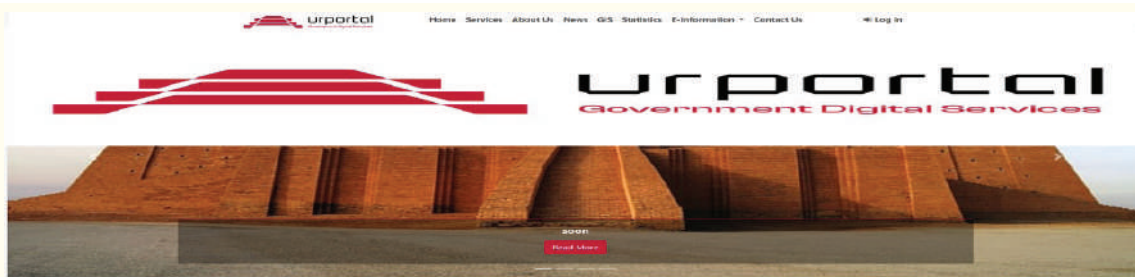 urportal Home Services About Us News GIS Statistics E-Information Contact Us Log in
urportal
Government Digital Services
soon
Read More